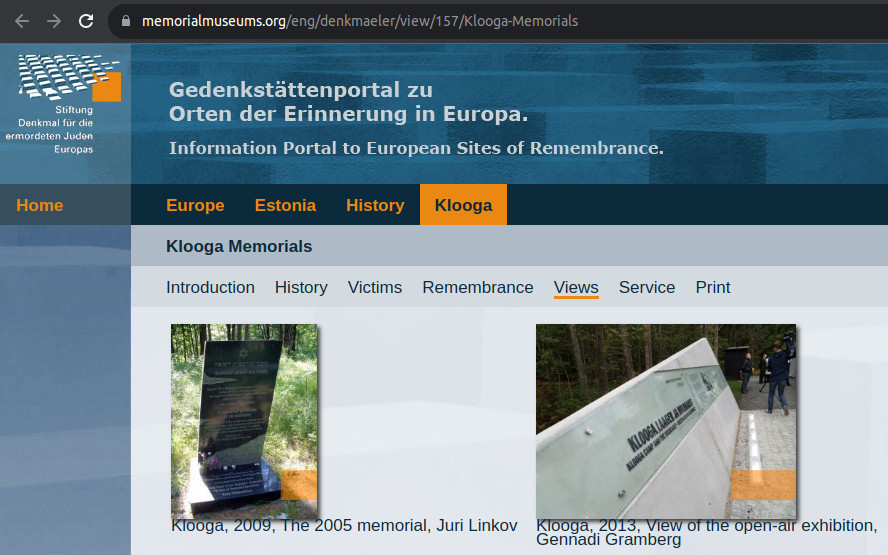 memorialmuseums.org/eng/denkmaeler/view/157/Klooga-Memorials
Stiftung
Denkmal für die
ermordeten Juden
Europas
Gedenkstättenportal zu
Orten der Erinnerung in Europa.
Information Portal to European Sites of Remembrance.
Home
Europe Estonia History Klooga
Klooga Memorials
Introduction History Victims Remembrance Views Service Print
KLOOGA LAAGER JA
KLOOGA CAMP AND THE
Klooga, 2009, The 2005 memorial, Juri Linkov
Klooga, 2013, View of the open-air exhibition,
Gennadi Gramberg